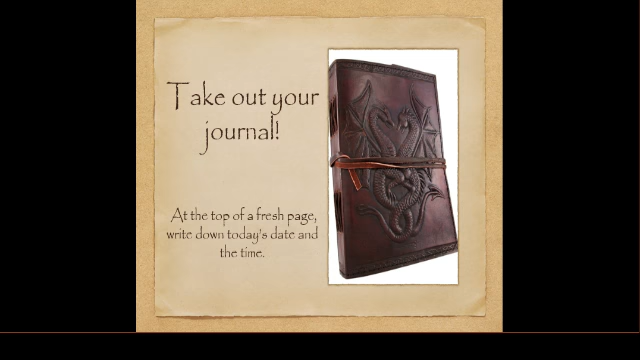 Take out your
journal!
At the top of a fresh page,
write down today's date and
the time.